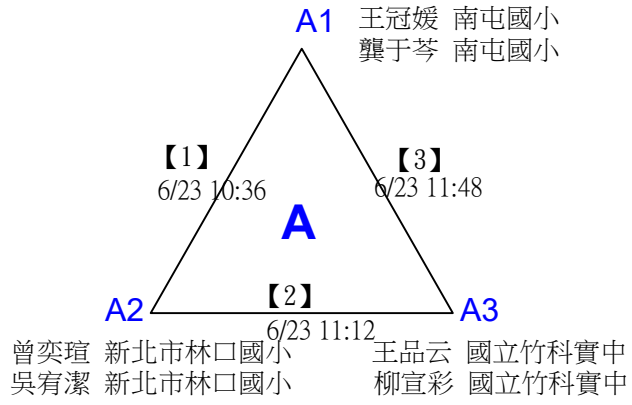 A1 王冠媛 南屯國小
龔于芩 南屯國小
【1】
6/23 10:36
【3】
6/23 11:48
A
A2
【2】
6/23 11:12
A3
曾奕瑄 新北市林口國小
吳宥潔 新北市林口國小
王品云 國立竹科實中
柳宣彩 國立竹科實中